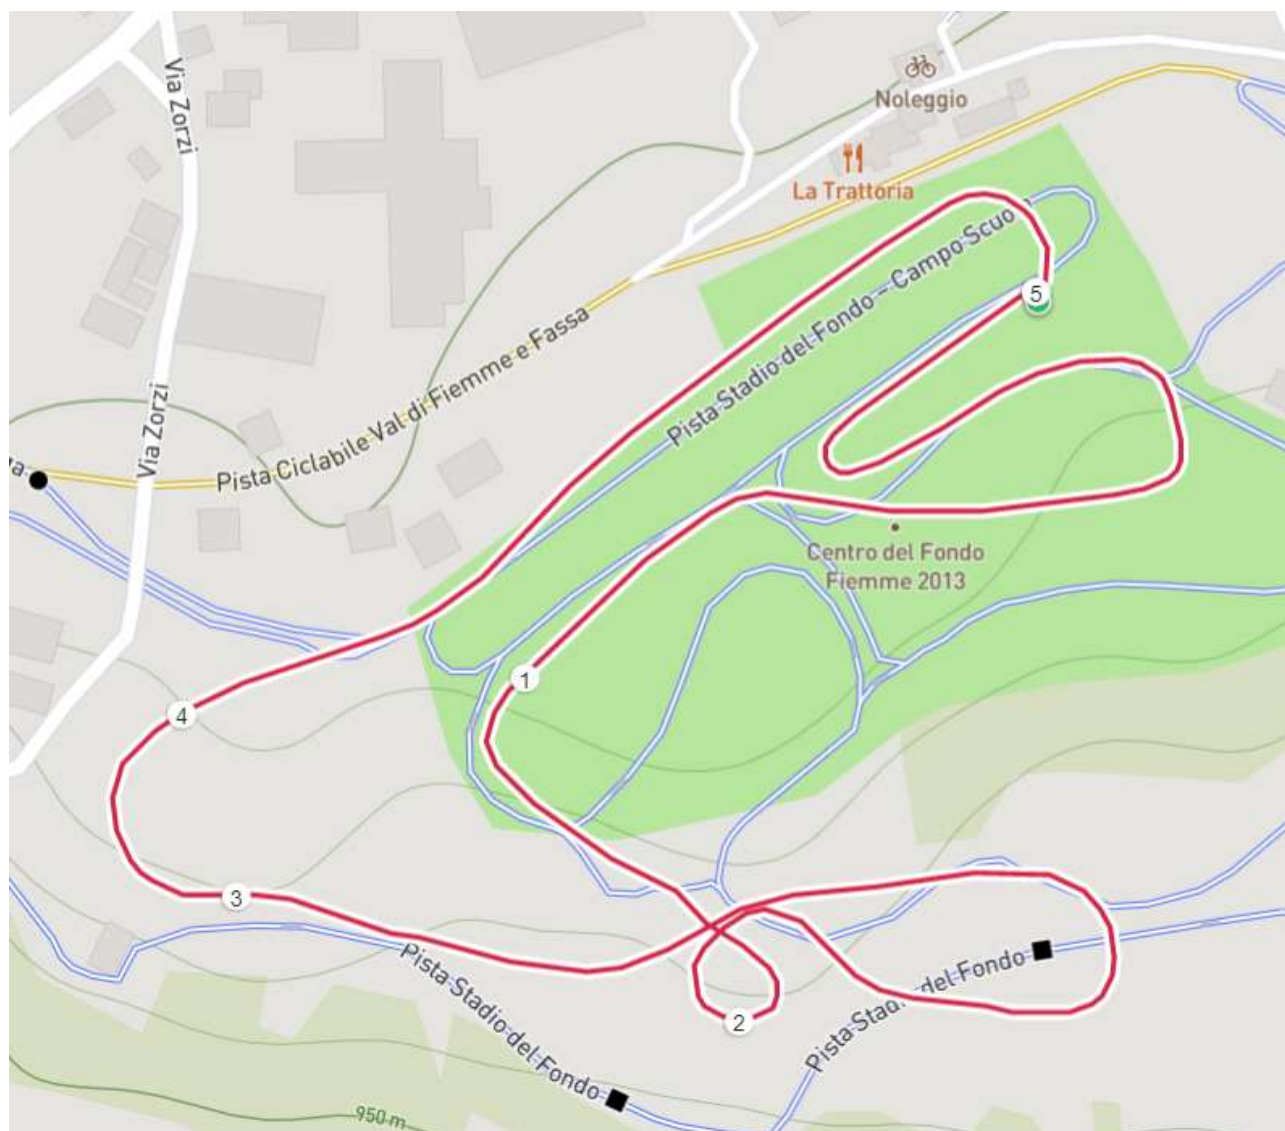 Via Zorzi
Noleggio
La Trattoria
Pista Stadio del Fondo – Campo Scuo
5
Pista Ciclabile Val di Fiemme e Fassa
Via Zorzi
Centro del Fondo
Fiemme 2013
1
4
3
2
Pista Stadio del Fondo
Pista Stadio del Fondo
950 m